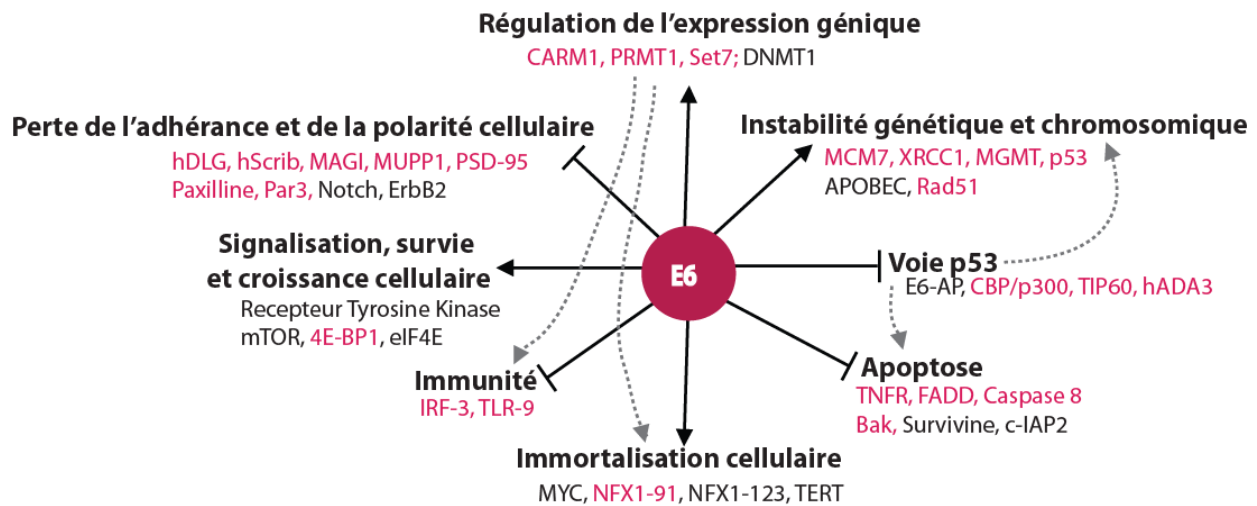 Régulation de l'expression génique
CARM1, PRMT1, Set7; DNMT1
Perte de l'adhérance et de la polarité cellulaire
hDLG, hScrib, MAGI, MUPP1, PSD-95
Paxilline, Par3, Notch, ErbB2
Instabilité génétique et chromosomique
MCM7, XRCC1, MGMT, p53
APOBEC, Rad51
Signalisation, survie
et croissance cellulaire
Recepteur Tyrosine Kinase
mTOR, 4E-BP1, eIF4E
E6
Voie p53
E6-AP, CBP/p300, TIP60, hADA3
Immunité
IRF-3, TLR-9
Apoptose
TNFR, FADD, Caspase 8
Bak, Survivine, c-IAP2
Immortalisation cellulaire
MYC, NFX1-91, NFX1-123, TERT